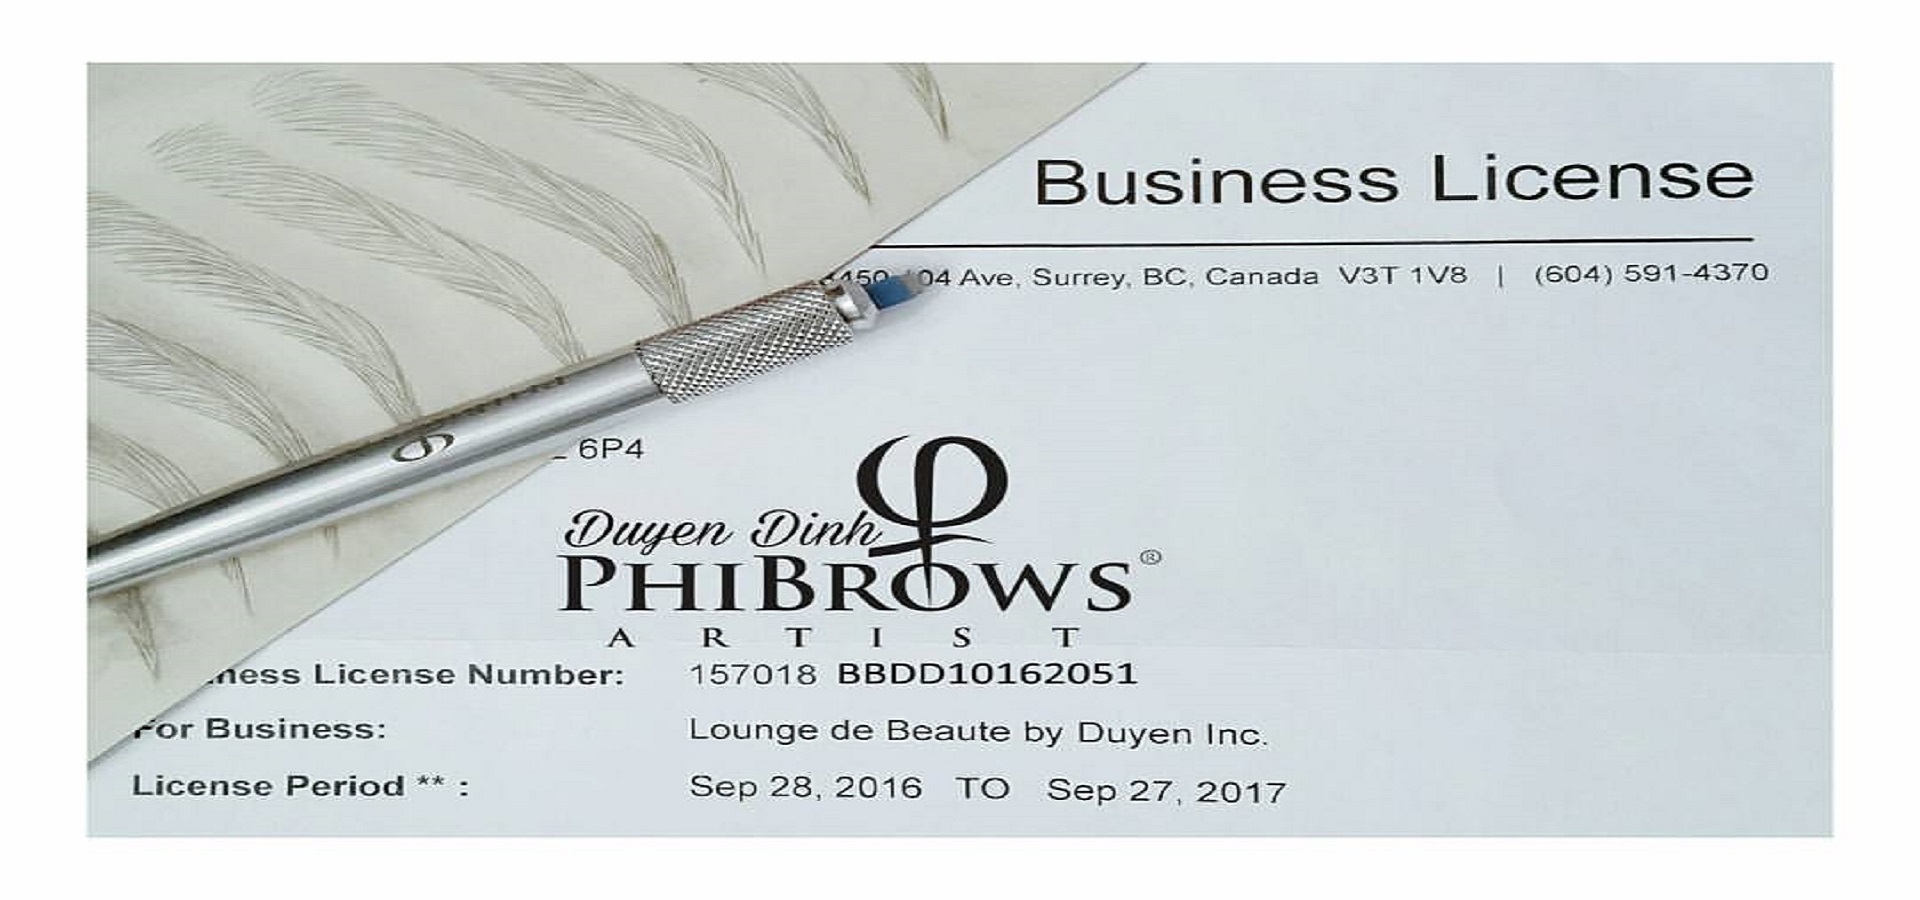 Business License
04 Ave, Surrey, BC, Canada V3T 1V8 | (604) 591-4370
6P4
Duyen Dinh
PHIBROWS®
ARTIST
License Number: 157018 BBDD10162051
For Business: Lounge de Beaute by Duyen Inc.
License Period ** : Sep 28, 2016 TO Sep 27, 2017